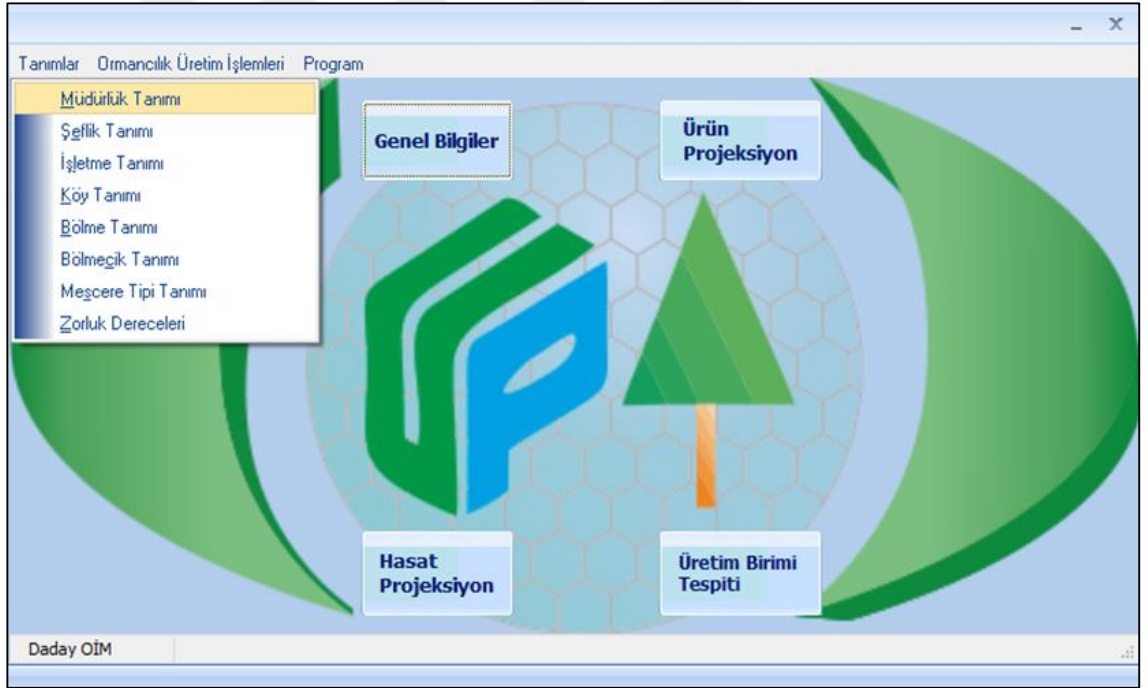 Tanımlar Ormancılık Üretim İşlemleri Program
Müdürlük Tanımı
Şeflik Tanımı
İşletme Tanımı
Köy Tanımı
Bölme Tanımı
Bölmecik Tanımı
Meşcere Tipi Tanımı
Zorluk Dereceleri
Genel Bilgiler
Ürün
Projeksiyon
Hasat
Projeksiyon
Üretim Birimi
Tespiti
Daday OİM